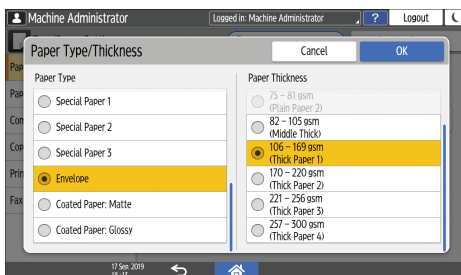 Machine Administrator
Logged in: Machine Administrator
?
Logout
Paper Type/Thickness
Cancel
OK
Paper Type
Special Paper 1
Special Paper 2
Special Paper 3
Envelope
Coated Paper: Matte
Coated Paper: Glossy
Paper Thickness
75 – 81 gsm
(Plain Paper 2)
82 – 105 gsm
(Middle Thick)
106 – 169 gsm
(Thick Paper 1)
170 – 220 gsm
(Thick Paper 2)
221 – 256 gsm
(Thick Paper 3)
257 – 300 gsm
(Thick Paper 4)
Fax
17 Sep. 2019